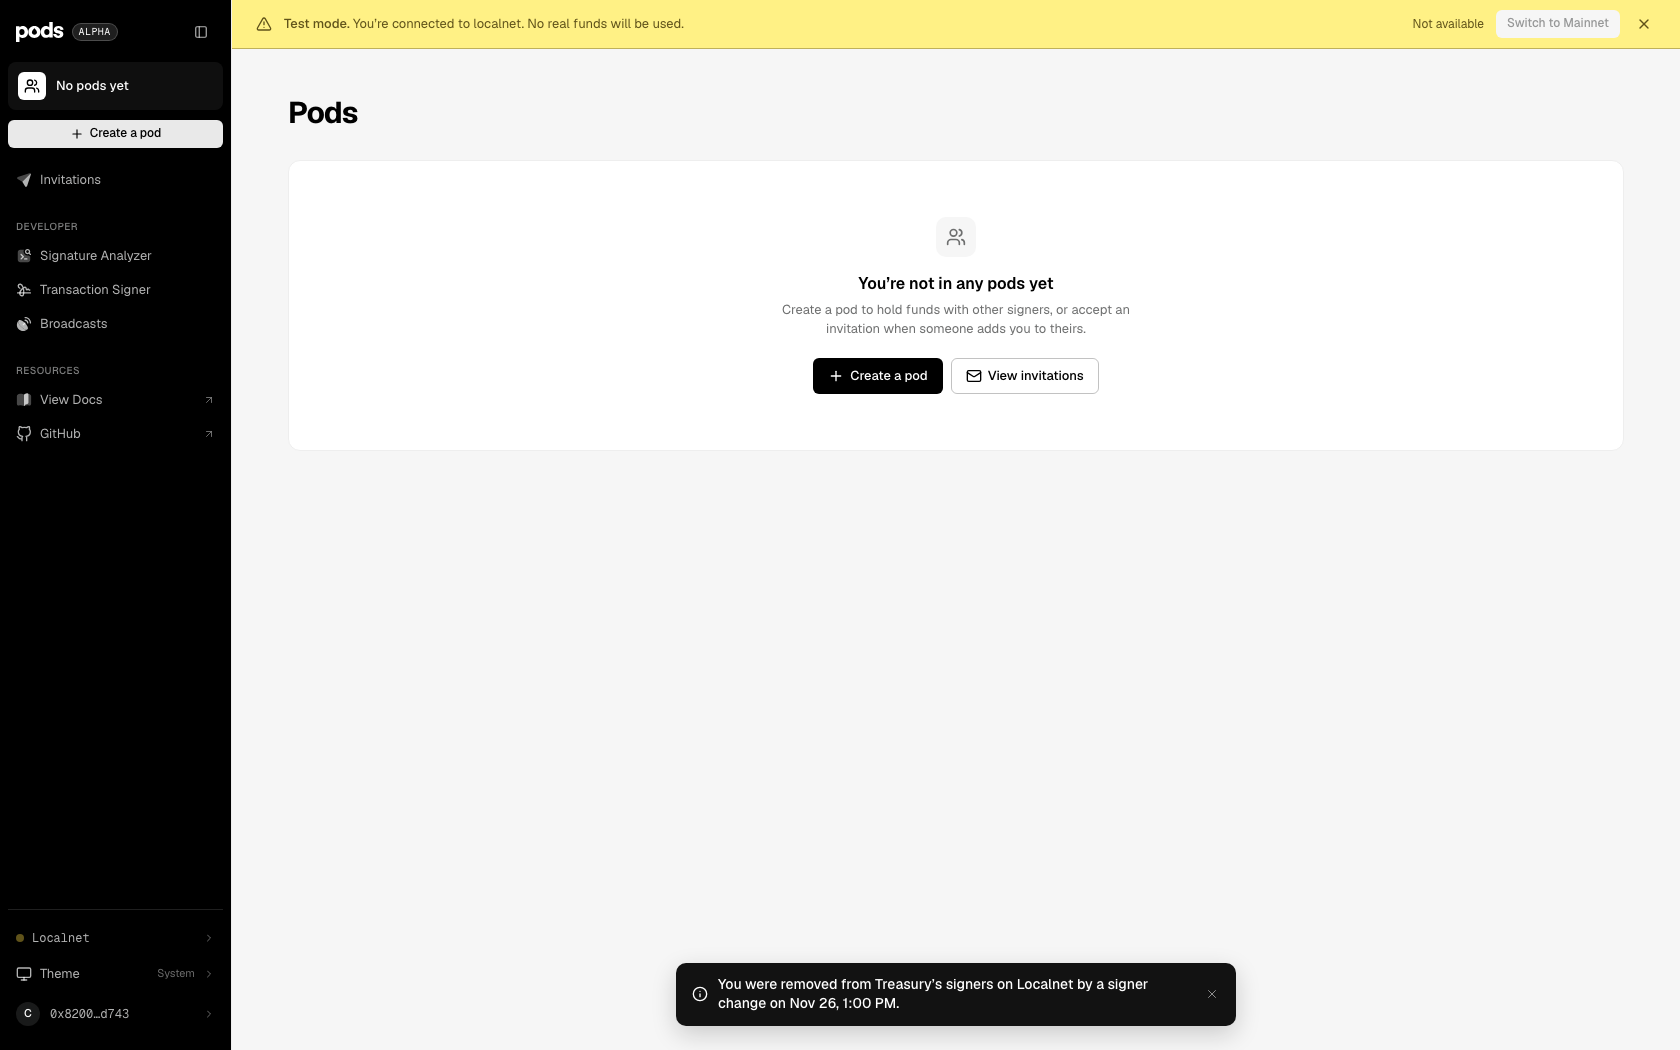 pods ALPHA
No pods yet
Create a pod
Invitations
DEVELOPER
Signature Analyzer
Transaction Signer
Broadcasts
RESOURCES
View Docs
GitHub
Localnet
Theme System
C 0x8200…d743
Test mode. You’re connected to localnet. No real funds will be used.
Not available Switch to Mainnet
Pods
You’re not in any pods yet
Create a pod to hold funds with other signers, or accept an
invitation when someone adds you to theirs.
Create a pod View invitations
You were removed from Treasury’s signers on Localnet by a signer
change on Nov 26, 1:00 PM.